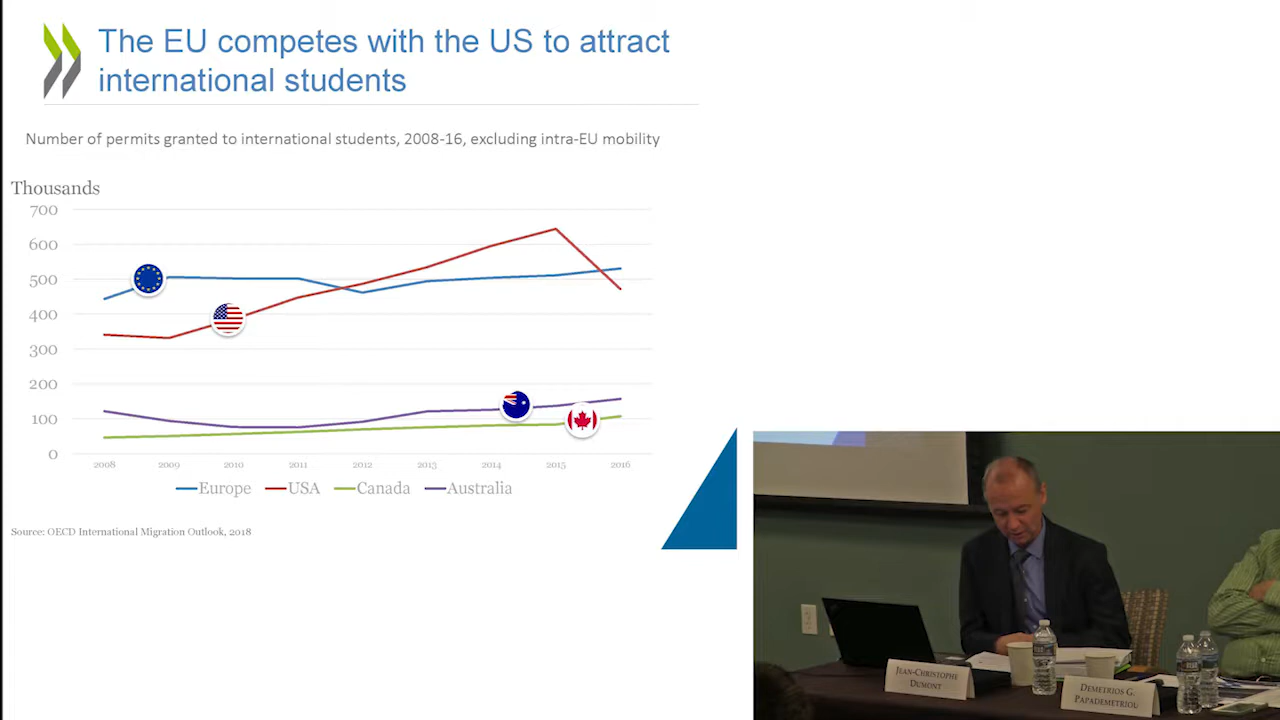 The EU competes with the US to attract
international students
Number of permits granted to international students, 2008-16, excluding intra-EU mobility
Thousands
700
600
500
400
300
200
100
0
2008 2009 2010 2011 2012 2013 2014 2015 2016
Europe USA Canada Australia
Source: OECD International Migration Outlook, 2018
JEAN-CHRISTOPHE
DUMONT
DEMETRIOS G.
PAPADEMETRIOU